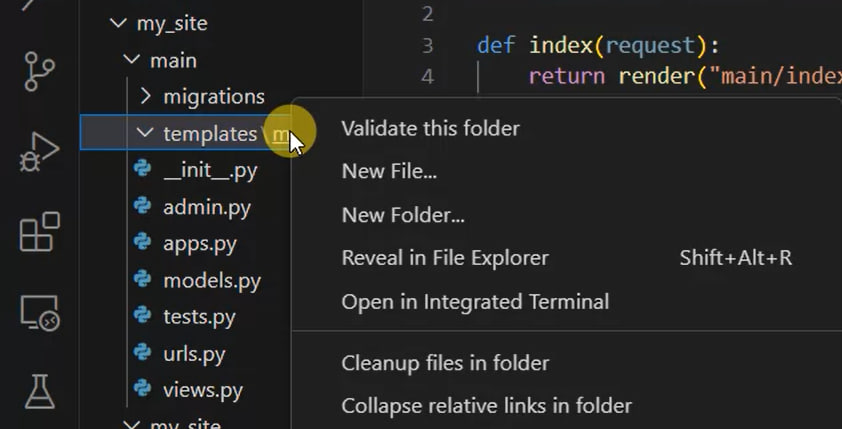 my_site
main
migrations
templates
__init__.py
admin.py
apps.py
models.py
tests.py
urls.py
views.py
my_site
2
3 def index(request):
4 return render("main/index
Validate this folder
New File...
New Folder...
Reveal in File Explorer Shift+Alt+R
Open in Integrated Terminal
Cleanup files in folder
Collapse relative links in folder